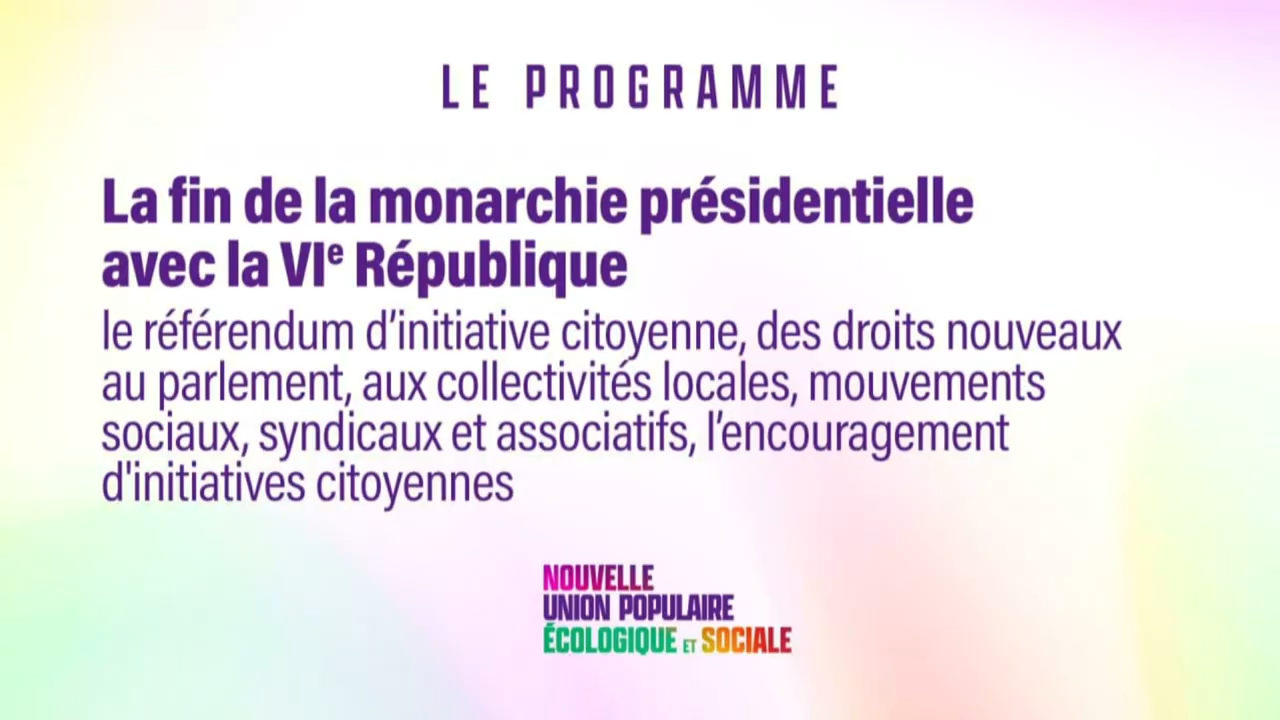 LE PROGRAMME
La fin de la monarchie présidentielle
avec la VIᵉ République
le référendum d’initiative citoyenne, des droits nouveaux
au parlement, aux collectivités locales, mouvements
sociaux, syndicaux et associatifs, l’encouragement
d'initiatives citoyennes
NOUVELLE
UNION POPULAIRE
ÉCOLOGIQUE ET SOCIALE